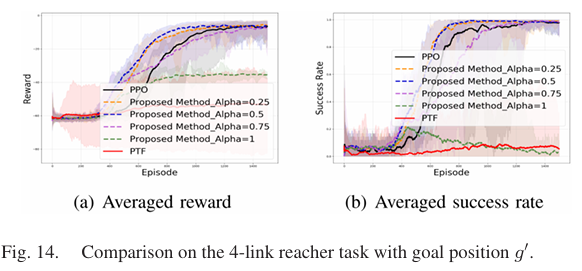 Reward
PPO
Proposed Method_Alpha=0.25
Proposed Method_Alpha=0.5
Proposed Method_Alpha=0.75
Proposed Method_Alpha=1
PTF
Episode
(a) Averaged reward
Success Rate
1.0
PPO
Proposed Method_Alpha=0.25
Proposed Method_Alpha=0.5
Proposed Method_Alpha=0.75
Proposed Method_Alpha=1
PTF
Episode
(b) Averaged success rate
Fig. 14. Comparison on the 4-link reacher task with goal position g′.